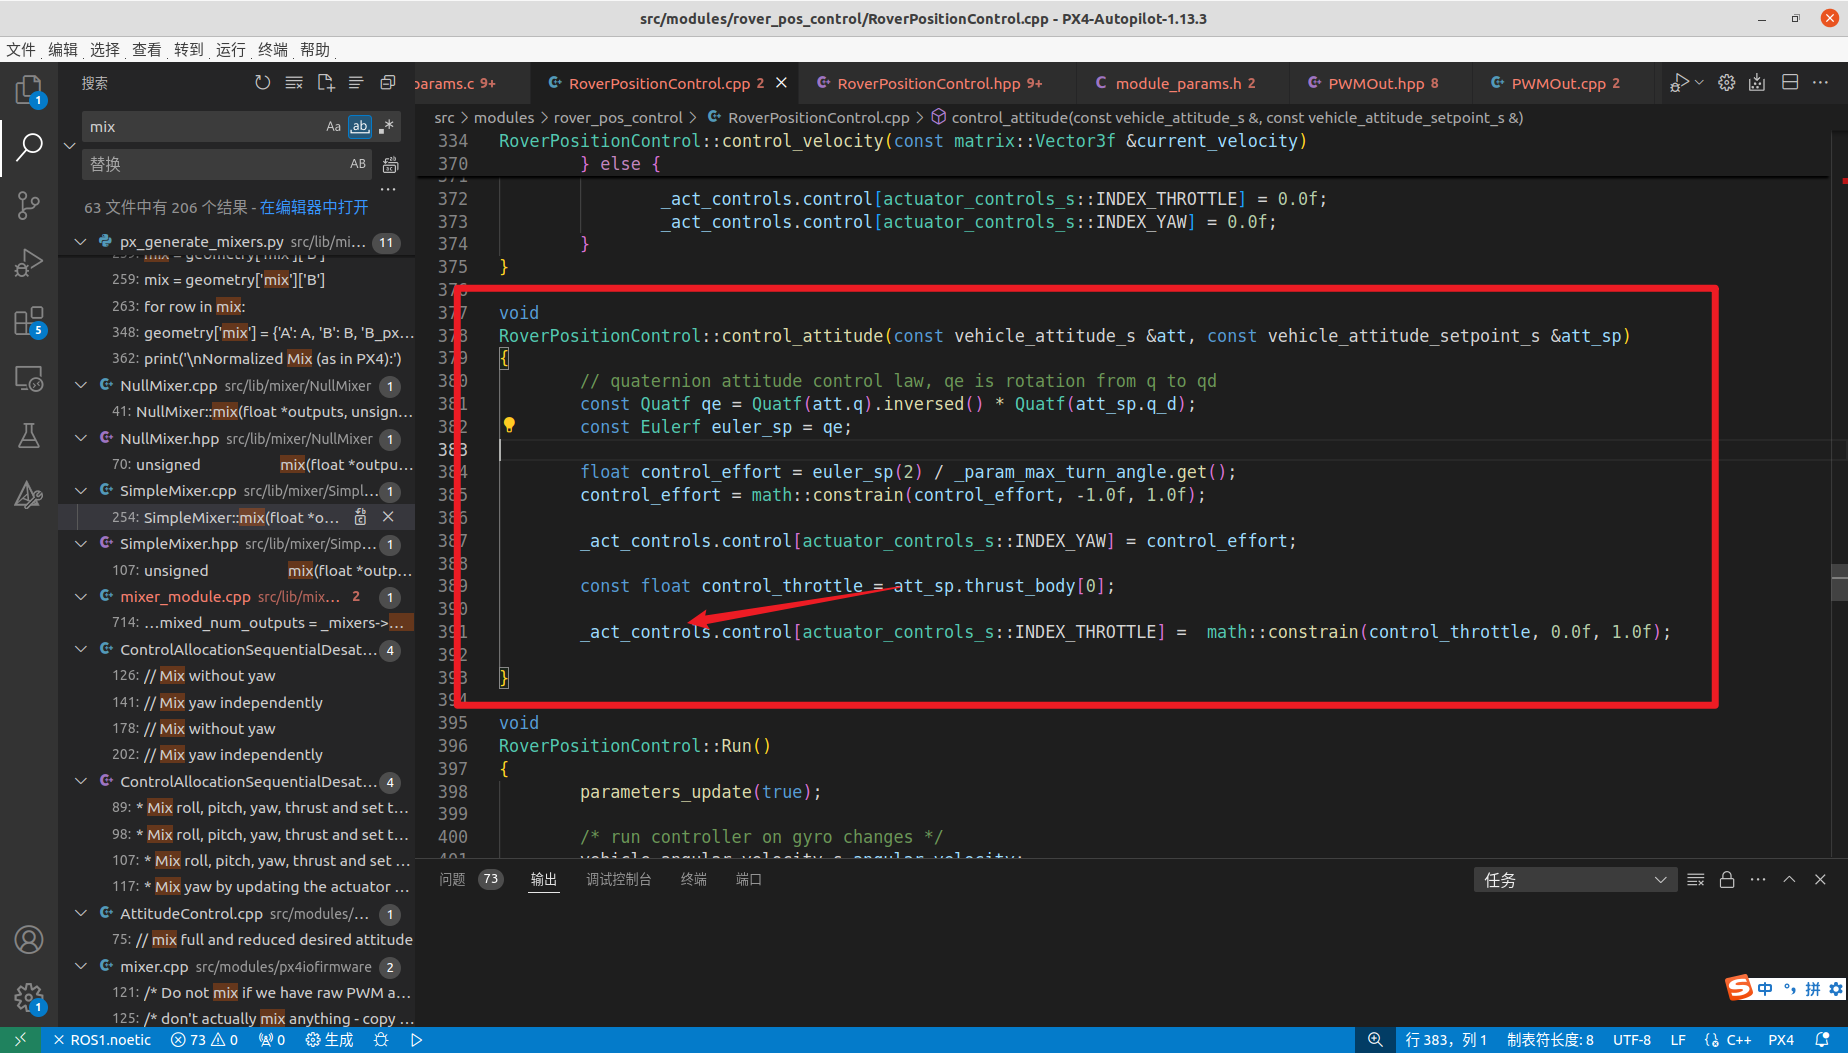 src/modules/rover_pos_control/RoverPositionControl.cpp - PX4-Autopilot-1.13.3
文件 编辑 选择 查看 转到 运行 终端 帮助
搜索
mix
Aa ab, .*
替换
AB
63 文件中有 206 个结果 - 在编辑器中打开
px_generate_mixers.py src/lib/mi... 11
259: mix = geometry['mix']['B']
263: for row in mix:
348: geometry['mix'] = {'A': A, 'B': B, 'B_px...
362: print('\nNormalized Mix (as in PX4):')
NullMixer.cpp src/lib/mixer/NullMixer 1
41: NullMixer::mix(float *outputs, unsign...
NullMixer.hpp src/lib/mixer/NullMixer 1
70: unsigned mix(float *outpu...
SimpleMixer.cpp src/lib/mixer/Simpl... 1
254: SimpleMixer::mix(float *o...
SimpleMixer.hpp src/lib/mixer/Simp... 1
107: unsigned mix(float *outp...
mixer_module.cpp src/lib/mix... 2 1
714: ...mixed_num_outputs = _mixers->...
ControlAllocationSequentialDesat... 4
126: // Mix without yaw
141: // Mix yaw independently
178: // Mix without yaw
202: // Mix yaw independently
ControlAllocationSequentialDesat... 4
89: * Mix roll, pitch, yaw, thrust and set t...
98: * Mix roll, pitch, yaw, thrust and set t...
107: * Mix roll, pitch, yaw, thrust and set ...
117: * Mix yaw by updating the actuator ...
AttitudeControl.cpp src/modules/... 1
75: // mix full and reduced desired attitude
mixer.cpp src/modules/px4iofirmware 2
121: /* Do not mix if we have raw PWM a...
125: /* don't actually mix anything - copy ...
1
5
1
params.c 9+ RoverPositionControl.cpp 2 RoverPositionControl.hpp 9+ module_params.h 2 PWMOut.hpp 8 PWMOut.cpp 2
src > modules > rover_pos_control > RoverPositionControl.cpp > control_attitude(const vehicle_attitude_s &, const vehicle_attitude_setpoint_s &)
334 RoverPositionControl::control_velocity(const matrix::Vector3f &current_velocity)
370 } else {
371
372 _act_controls.control[actuator_controls_s::INDEX_THROTTLE] = 0.0f;
373 _act_controls.control[actuator_controls_s::INDEX_YAW] = 0.0f;
374 }
375 }
376
377 void
378 RoverPositionControl::control_attitude(const vehicle_attitude_s &att, const vehicle_attitude_setpoint_s &att_sp)
379 {
380 // quaternion attitude control law, qe is rotation from q to qd
381 const Quatf qe = Quatf(att.q).inversed() * Quatf(att_sp.q_d);
382 const Eulerf euler_sp = qe;
383
384 float control_effort = euler_sp(2) / _param_max_turn_angle.get();
385 control_effort = math::constrain(control_effort, -1.0f, 1.0f);
386
387 _act_controls.control[actuator_controls_s::INDEX_YAW] = control_effort;
388
389 const float control_throttle = att_sp.thrust_body[0];
390
391 _act_controls.control[actuator_controls_s::INDEX_THROTTLE] = math::constrain(control_throttle, 0.0f, 1.0f);
392
393 }
394
395 void
396 RoverPositionControl::Run()
397 {
398 parameters_update(true);
399
400 /* run controller on gyro changes */
401 vehicle_angular_velocity_s angular_velocity;
问题 73 输出 调试控制台 终端 端口
任务
中 拼
ROS1.noetic 73 0 0 生成
行 383，列 1 制表符长度: 8 UTF-8 LF C++ PX4